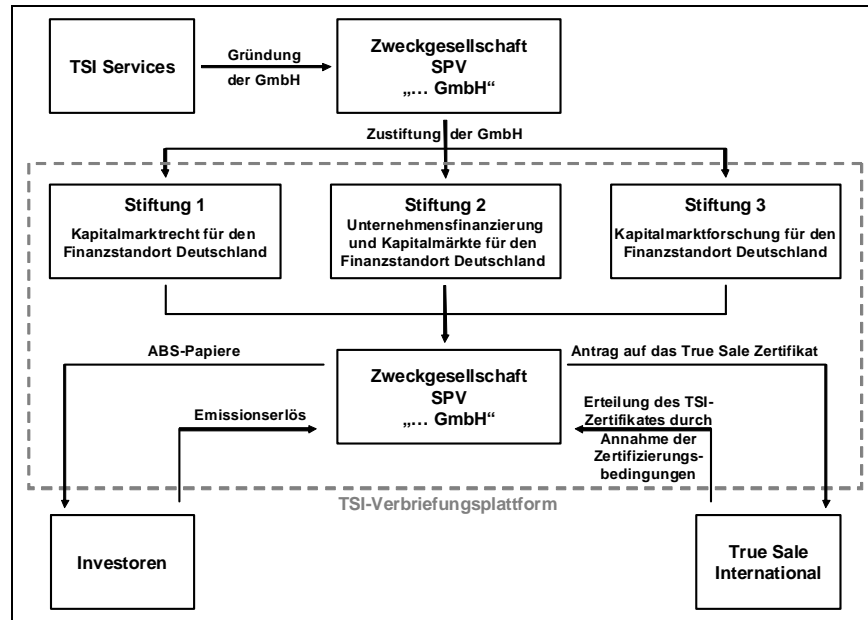 TSI Services
Gründung
der GmbH
Zweckgesellschaft
SPV
„… GmbH“
Zustiftung der GmbH
Stiftung 1
Kapitalmarktrecht für den
Finanzstandort Deutschland
Stiftung 2
Unternehmensfinanzierung
und Kapitalmärkte für den
Finanzstandort Deutschland
Stiftung 3
Kapitalmarktforschung für den
Finanzstandort Deutschland
ABS-Papiere
Zweckgesellschaft
SPV
„… GmbH“
Antrag auf das True Sale Zertifikat
Emissionserlös
Erteilung des TSI-
Zertifikates durch
Annahme der
Zertifizierungs-
bedingungen
TSI-Verbriefungsplattform
Investoren
True Sale
International